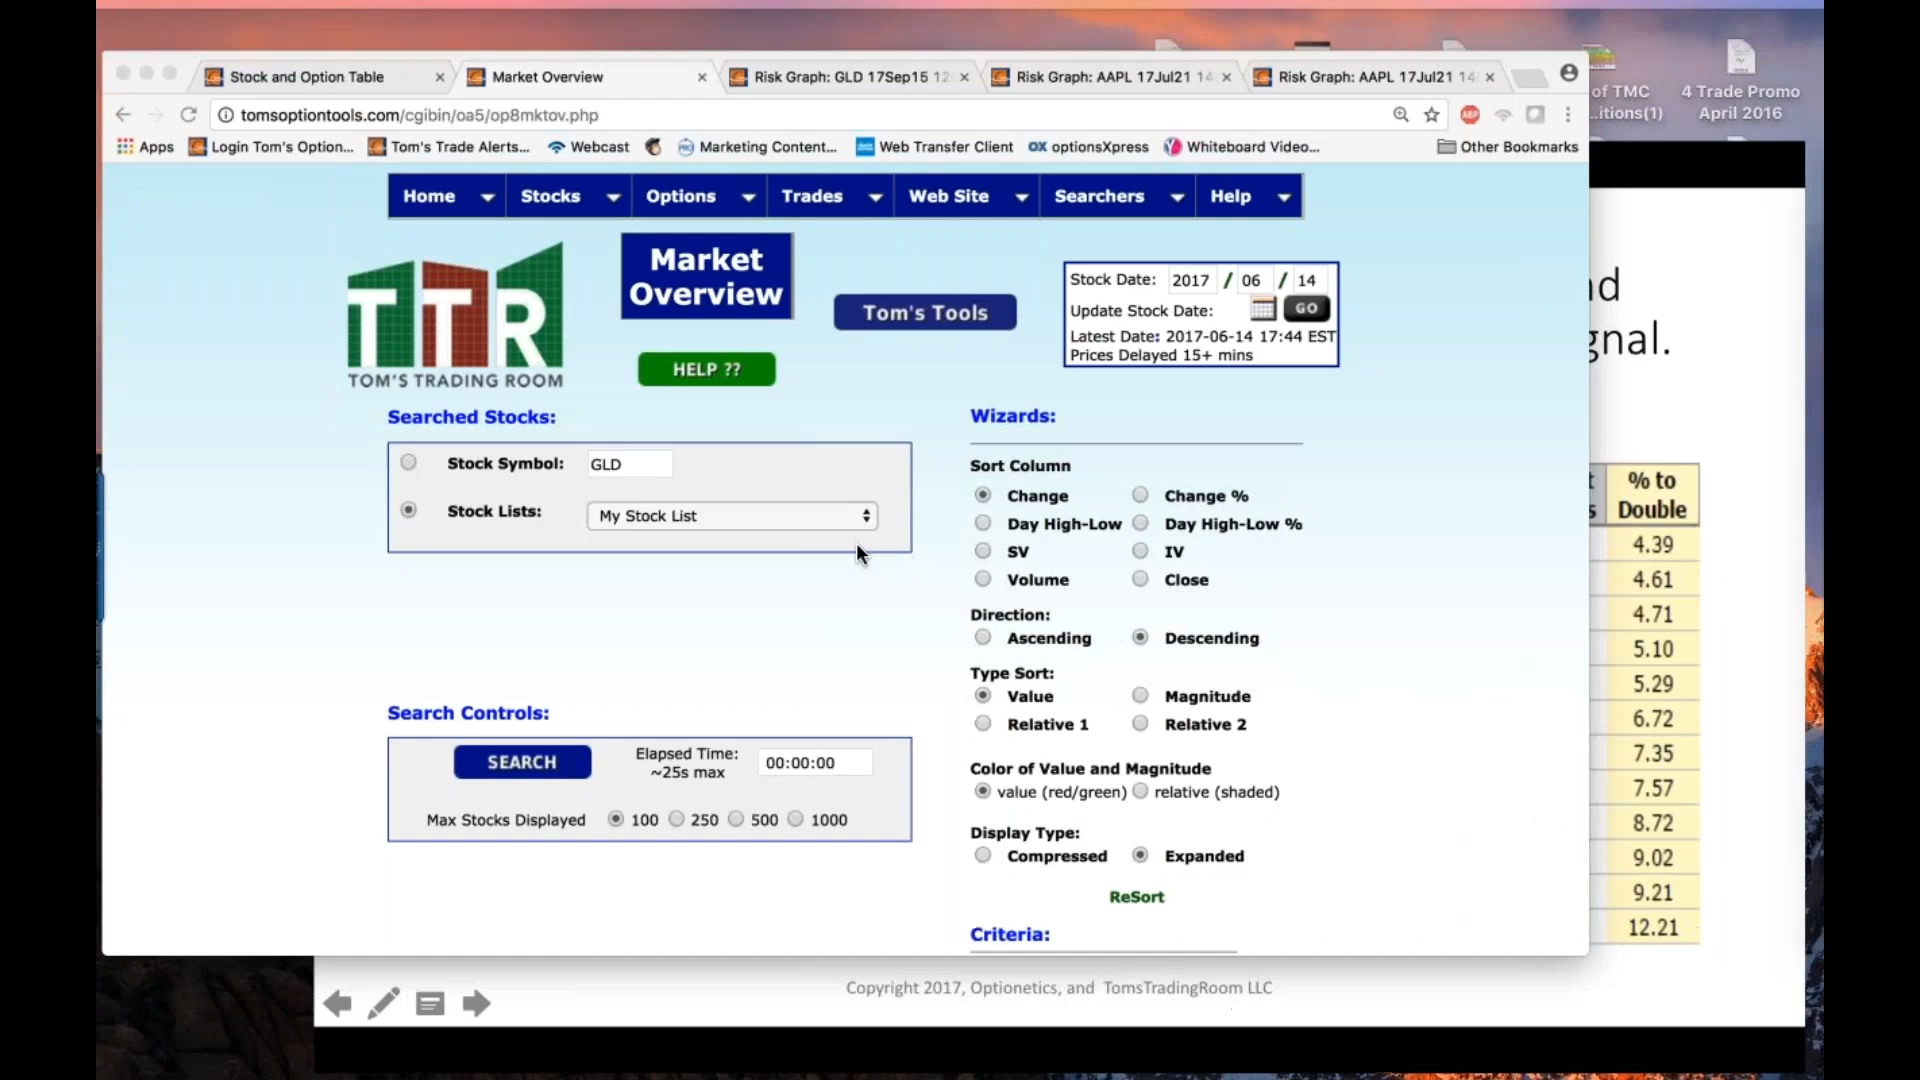 Stock and Option Table
Market Overview
Risk Graph: GLD 17Sep15 12
Risk Graph: AAPL 17Jul21 14
Risk Graph: AAPL 17Jul21 14
of TMC
...itions(1)
4 Trade Promo
April 2016
tomsoptiontools.com/cgibin/oa5/op8mktov.php
ABP
Apps
Login Tom's Option...
Tom's Trade Alerts...
Webcast
Marketing Content...
Web Transfer Client
OX optionsXpress
Whiteboard Video...
Other Bookmarks
Home
Stocks
Options
Trades
Web Site
Searchers
Help
TTR
TOM'S TRADING ROOM
Market
Overview
HELP ??
Tom's Tools
Stock Date: 2017 / 06 / 14
Update Stock Date: GO
Latest Date: 2017-06-14 17:44 EST
Prices Delayed 15+ mins
Searched Stocks:
Stock Symbol: GLD
Stock Lists: My Stock List
Search Controls:
SEARCH
Elapsed Time:
~25s max
00:00:00
Max Stocks Displayed 100 250 500 1000
Wizards:
Sort Column
Change Change %
Day High-Low Day High-Low %
SV IV
Volume Close
Direction:
Ascending Descending
Type Sort:
Value Magnitude
Relative 1 Relative 2
Color of Value and Magnitude
value (red/green) relative (shaded)
Display Type:
Compressed Expanded
ReSort
Criteria:
nd
gnal.
% to
Double
4.39
4.61
4.71
5.10
5.29
6.72
7.35
7.57
8.72
9.02
9.21
12.21
Copyright 2017, Optionetics, and TomsTradingRoom LLC